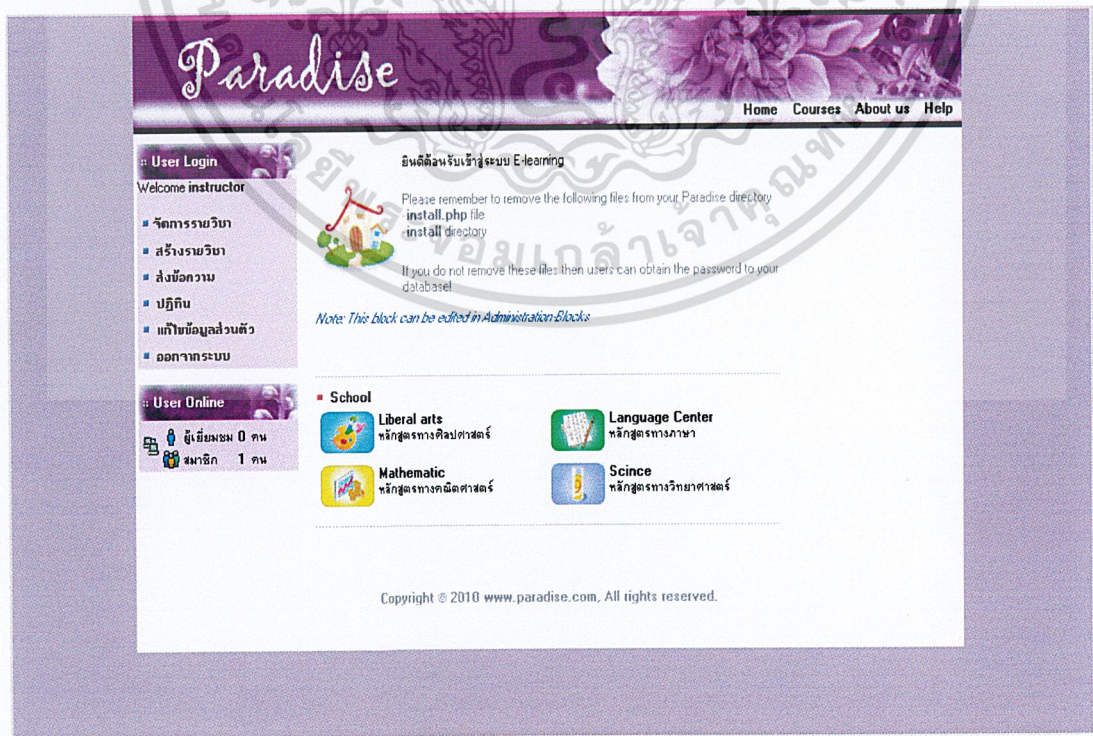 Paradise
Home Courses About us Help
:: User Login
Welcome instructor
จัดการรายวิชา
สร้างรายวิชา
ส่งข้อความ
ปฏิทิน
แก้ไขข้อมูลส่วนตัว
ออกจากระบบ
:: User Online
ผู้เยี่ยมชม 0 คน
สมาชิก 1 คน
ยินดีต้อนรับเข้าสู่ระบบ E-learning
Please remember to remove the following files from your Paradise directory
-install.php file
-install directory
If you do not remove these files then users can obtain the password to your
database!
Note: This block can be edited in Administration-Blocks
School
Liberal arts
หลักสูตรทางศิลปศาสตร์
Language Center
หลักสูตรทางภาษา
Mathematic
หลักสูตรทางคณิตศาสตร์
Scince
หลักสูตรทางวิทยาศาสตร์
Copyright © 2010 www.paradise.com, All rights reserved.